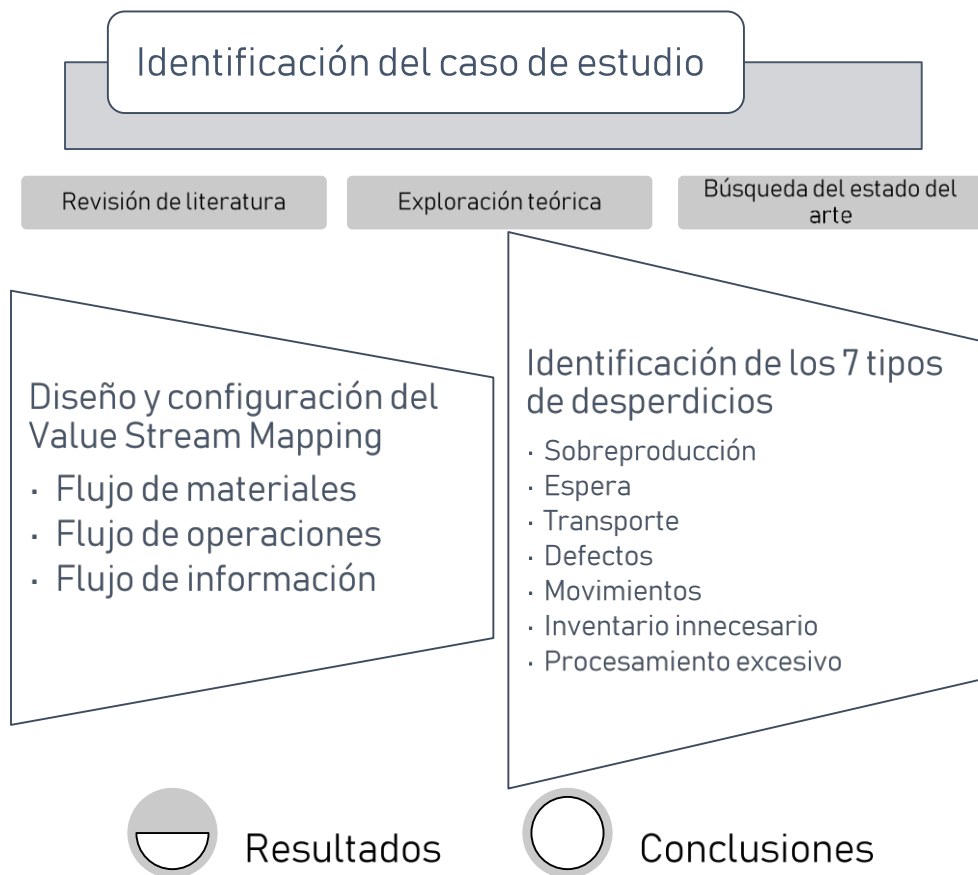 Identificación del caso de estudio
Revisión de literatura
Exploración teórica
Búsqueda del estado del
arte
Diseño y configuración del
Value Stream Mapping
· Flujo de materiales
· Flujo de operaciones
· Flujo de información
Identificación de los 7 tipos
de desperdicios
· Sobreproducción
· Espera
· Transporte
· Defectos
· Movimientos
· Inventario innecesario
· Procesamiento excesivo
Resultados
Conclusiones